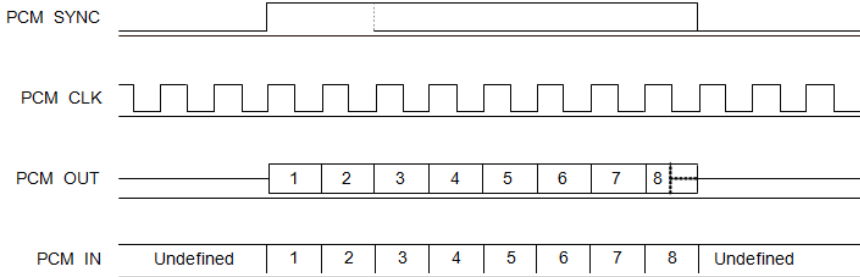 PCM SYNC
PCM CLK
PCM OUT 1 2 3 4 5 6 7 8
PCM IN Undefined 1 2 3 4 5 6 7 8 Undefined